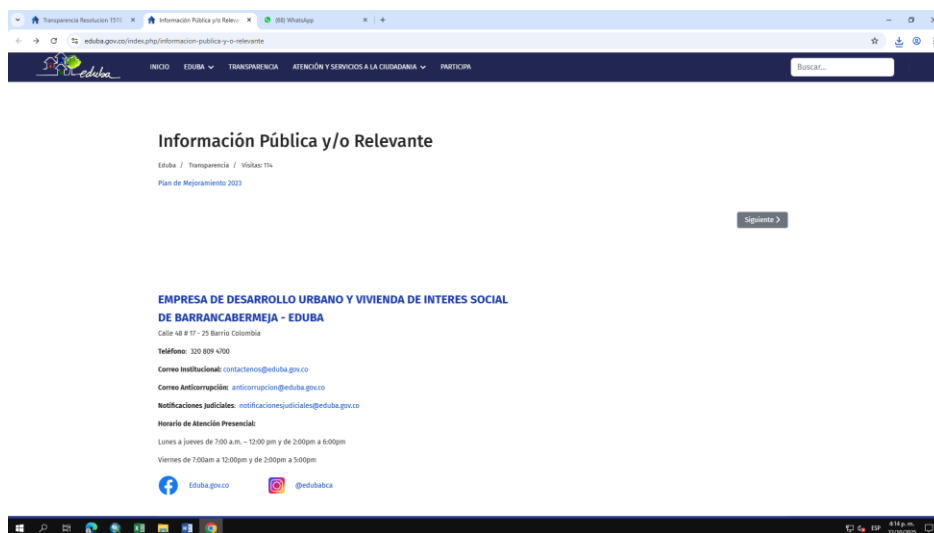 Transparencia Resolucion 1519
Información Pública y/o Releva
(68) WhatsApp
eduba.gov.co/index.php/informacion-publica-y-o-relevante
eduba
INICIO EDUBA TRANSPARENCIA ATENCIÓN Y SERVICIOS A LA CIUDADANIA PARTICIPA
Buscar...
Información Pública y/o Relevante
Eduba / Transparencia / Visitas: 114
Plan de Mejoramiento 2023
Siguiente
EMPRESA DE DESARROLLO URBANO Y VIVIENDA DE INTERES SOCIAL
DE BARRANCABERMEJA - EDUBA
Calle 48 # 17 - 25 Barrio Colombia
Teléfono: 320 809 4700
Correo Institucional: contactenos@eduba.gov.co
Correo Anticorrupción: anticorrupcion@eduba.gov.co
Notificaciones Judiciales: notificacionesjudiciales@eduba.gov.co
Horario de Atención Presencial:
Lunes a jueves de 7:00 a.m. – 12:00 pm y de 2:00pm a 6:00pm
Viernes de 7:00am a 12:00pm y de 2:00pm a 5:00pm
Eduba.gov.co @edubabca
ESP 4:14 p. m.
22/10/2025